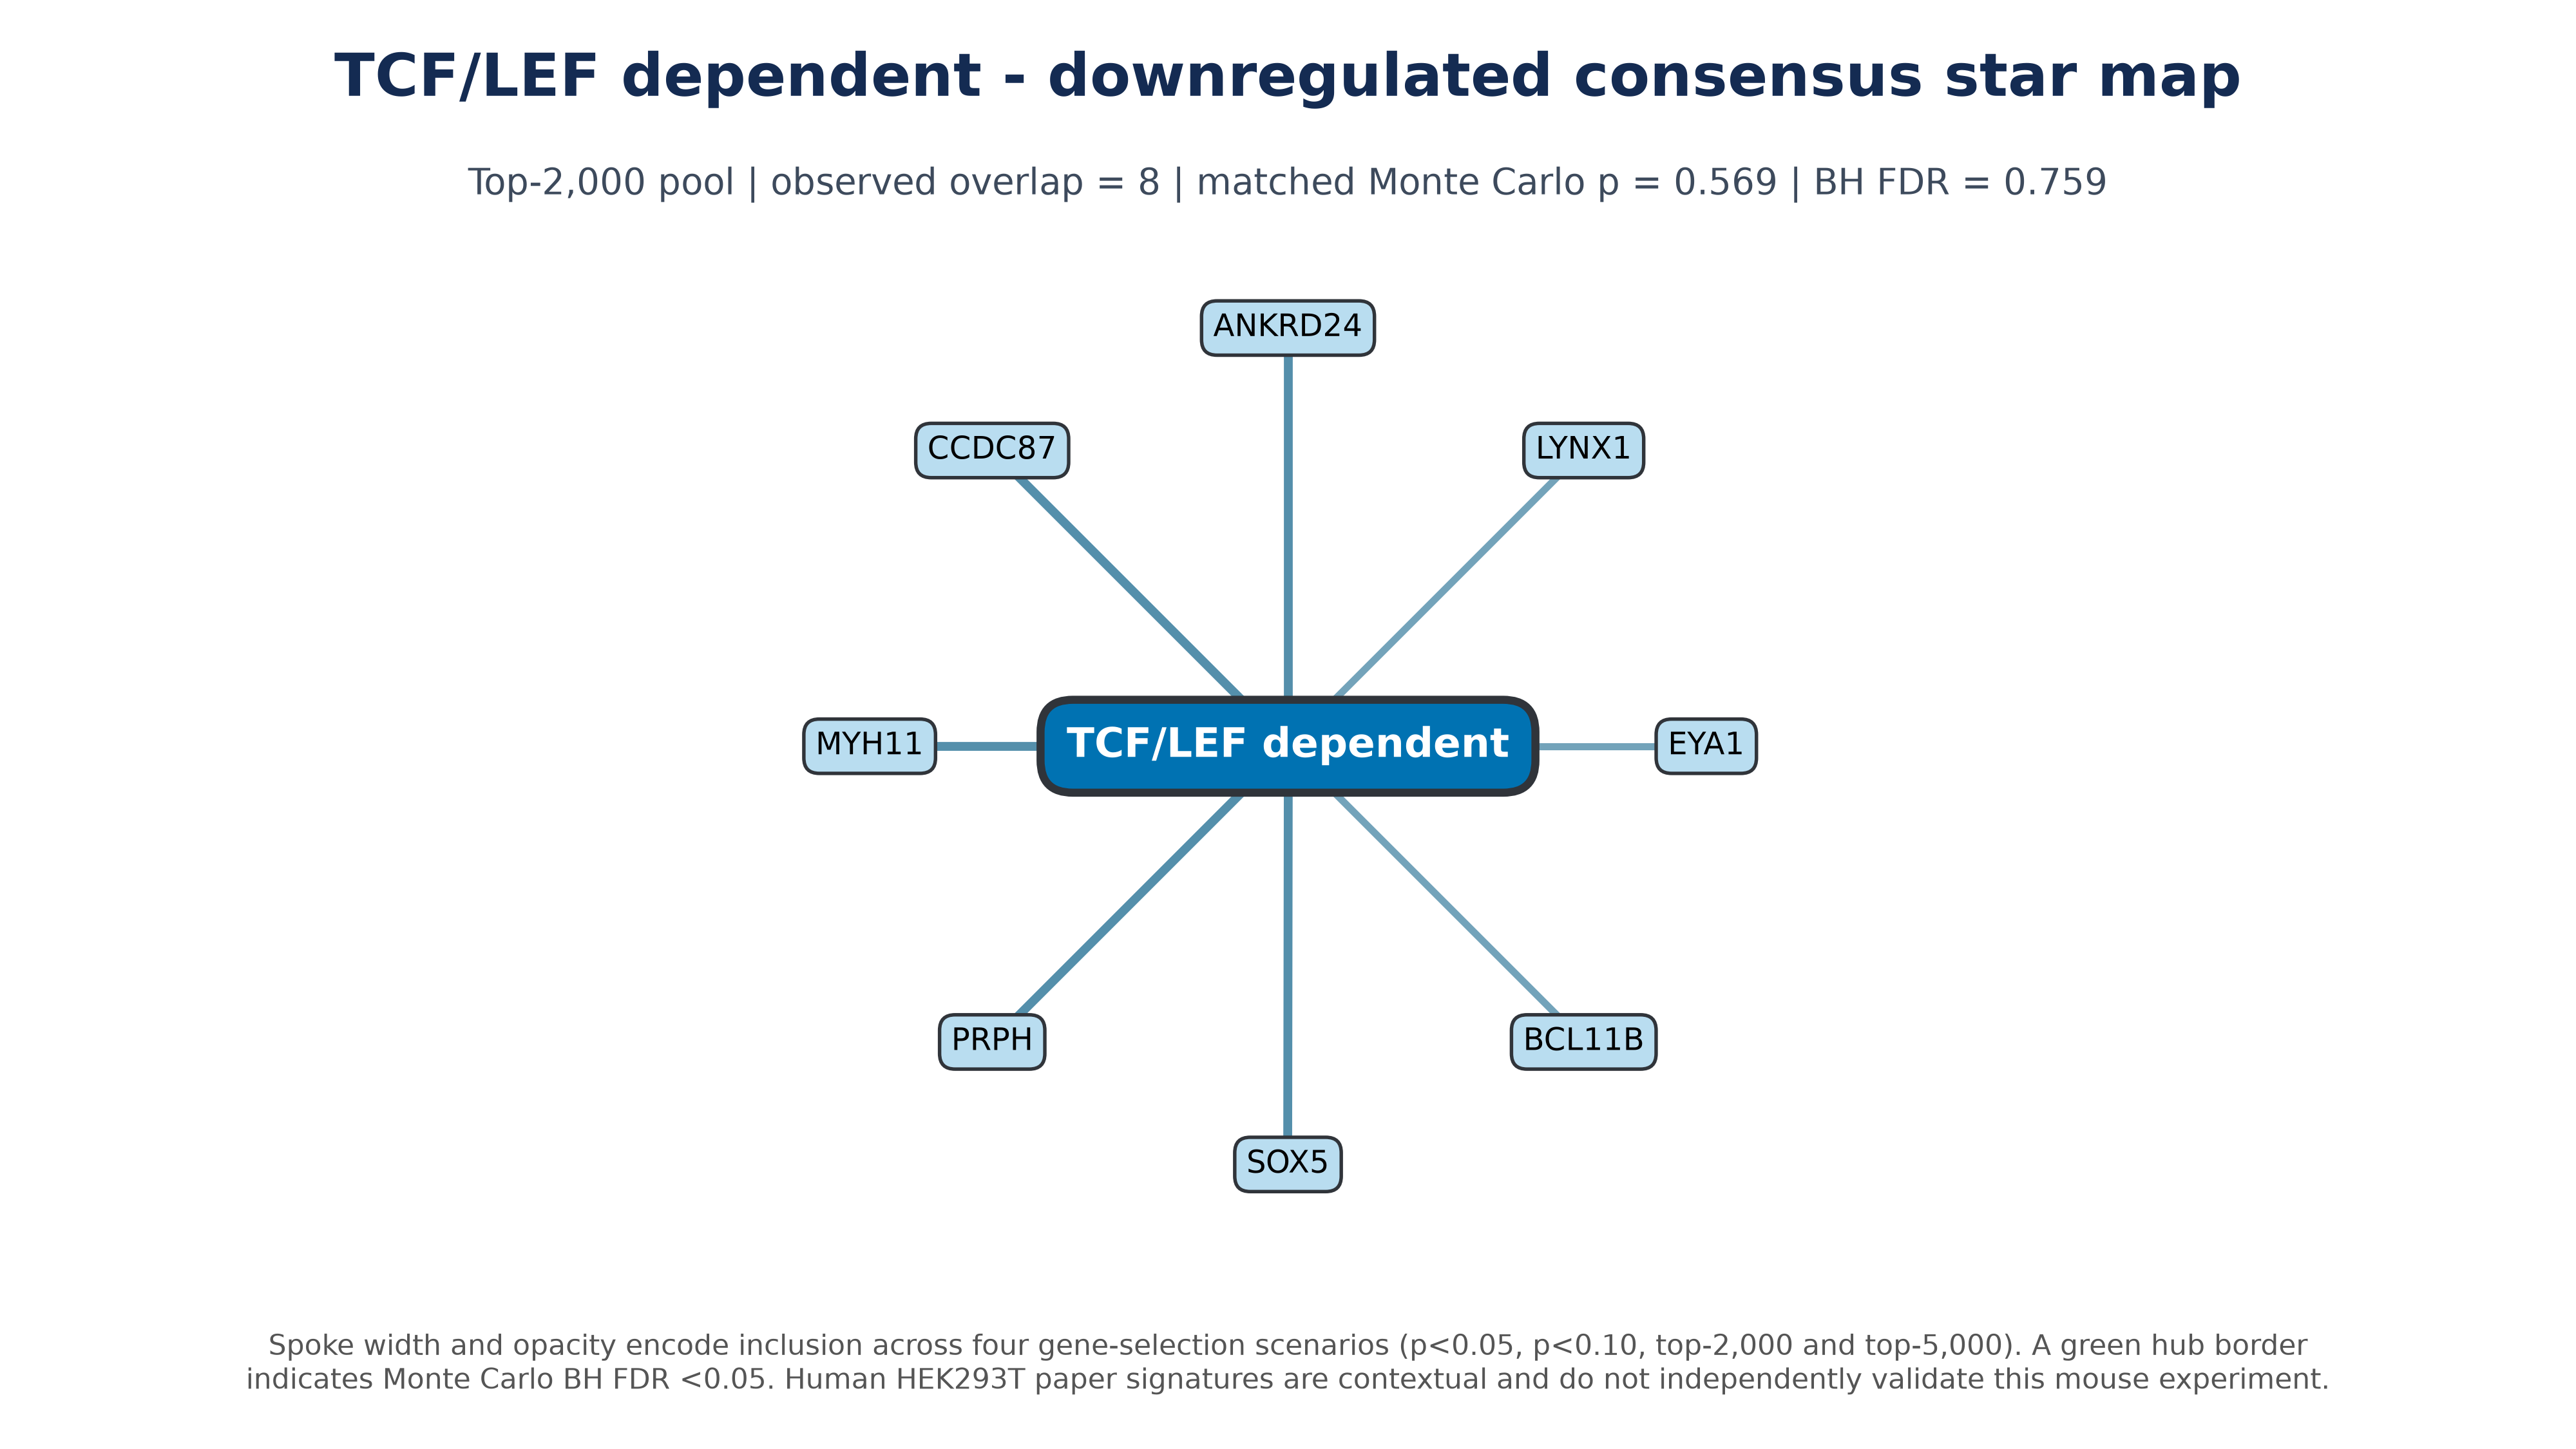 TCF/LEF dependent - downregulated consensus star map
Top-2,000 pool | observed overlap = 8 | matched Monte Carlo p = 0.569 | BH FDR = 0.759
ANKRD24
CCDC87
LYNX1
MYH11
TCF/LEF dependent
EYA1
PRPH
BCL11B
SOX5
Spoke width and opacity encode inclusion across four gene-selection scenarios (p<0.05, p<0.10, top-2,000 and top-5,000). A green hub border
indicates Monte Carlo BH FDR <0.05. Human HEK293T paper signatures are contextual and do not independently validate this mouse experiment.